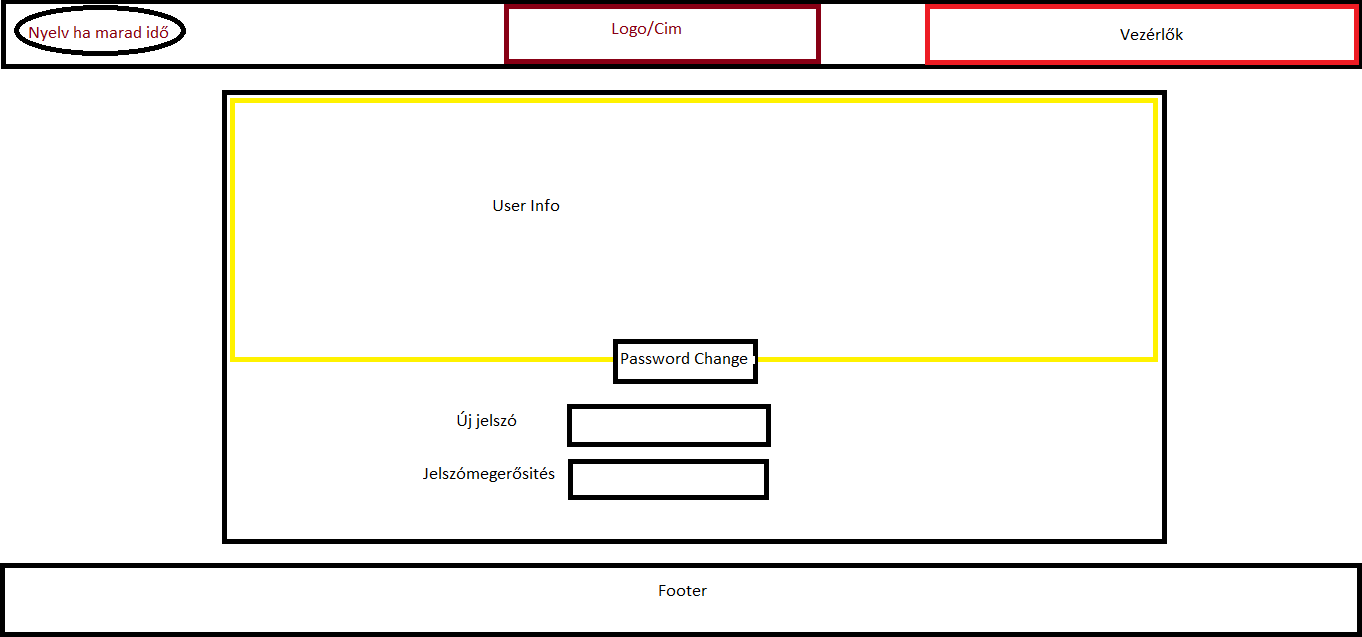 Nyelv ha marad idő
Logo/Cim
Vezérlők
User Info
Password Change
Új jelszó
Jelszómegerősités
Footer